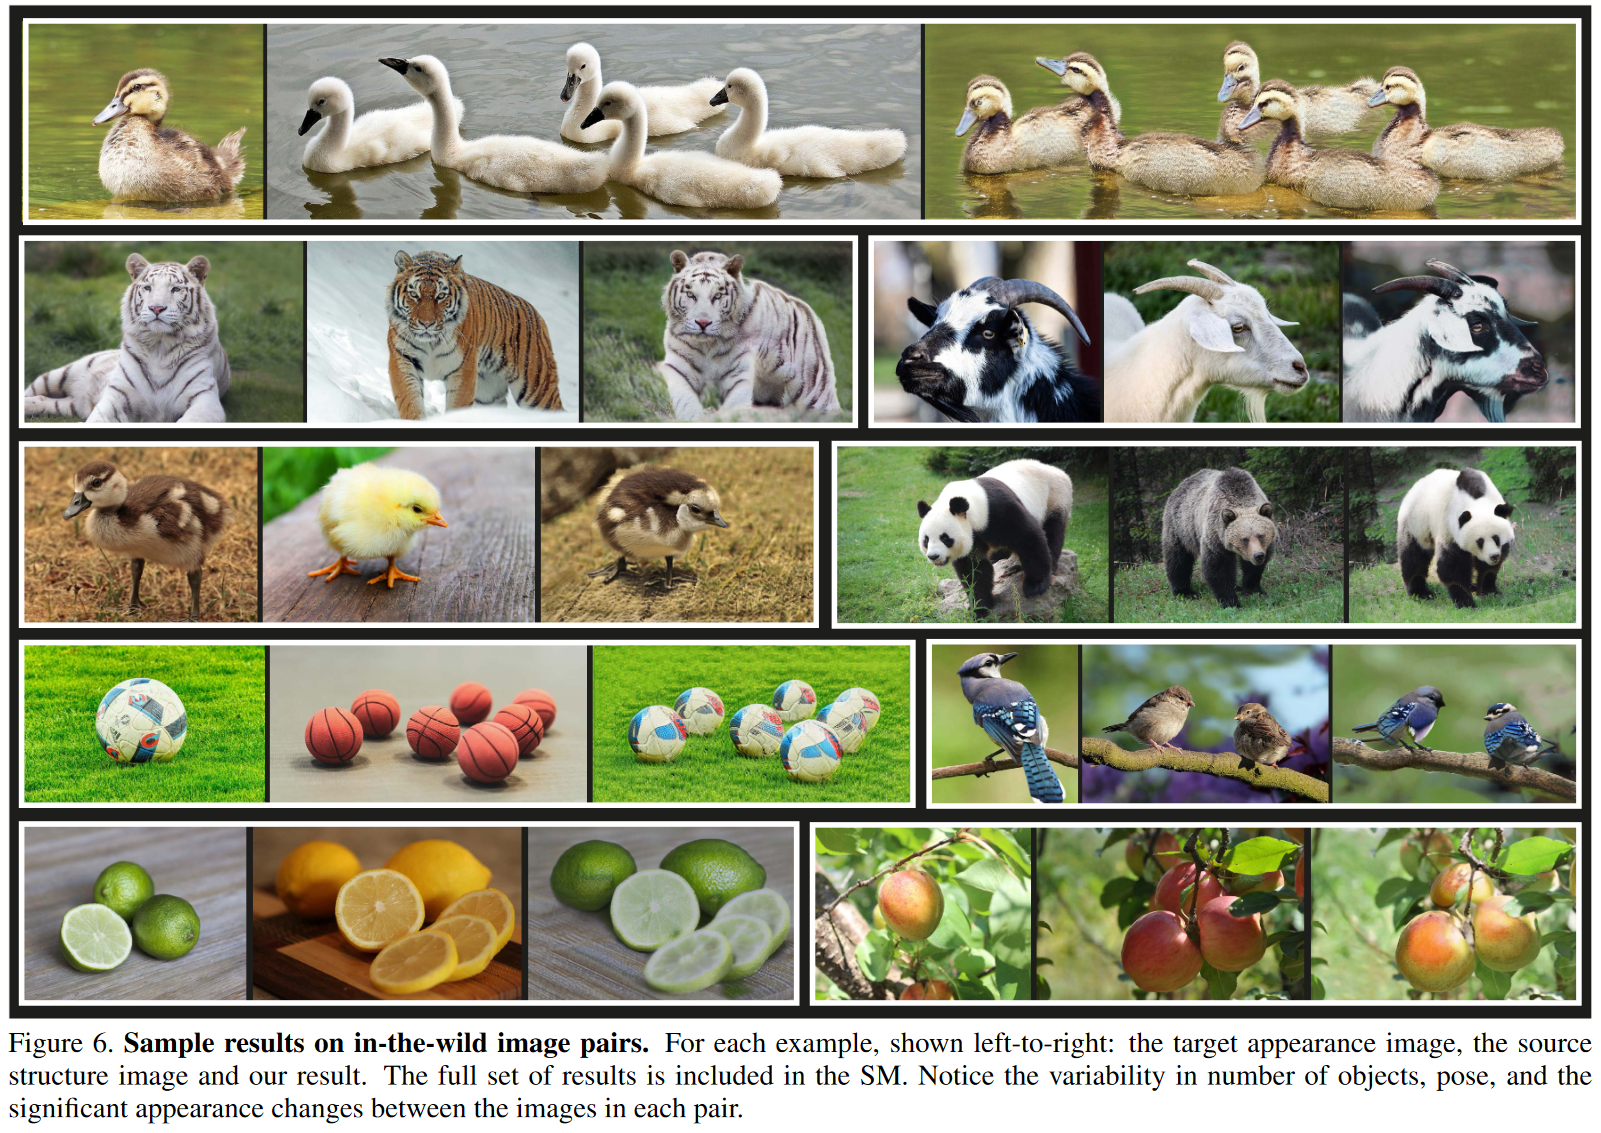 Figure 6. Sample results on in-the-wild image pairs. For each example, shown left-to-right: the target appearance image, the source
structure image and our result. The full set of results is included in the SM. Notice the variability in number of objects, pose, and the
significant appearance changes between the images in each pair.